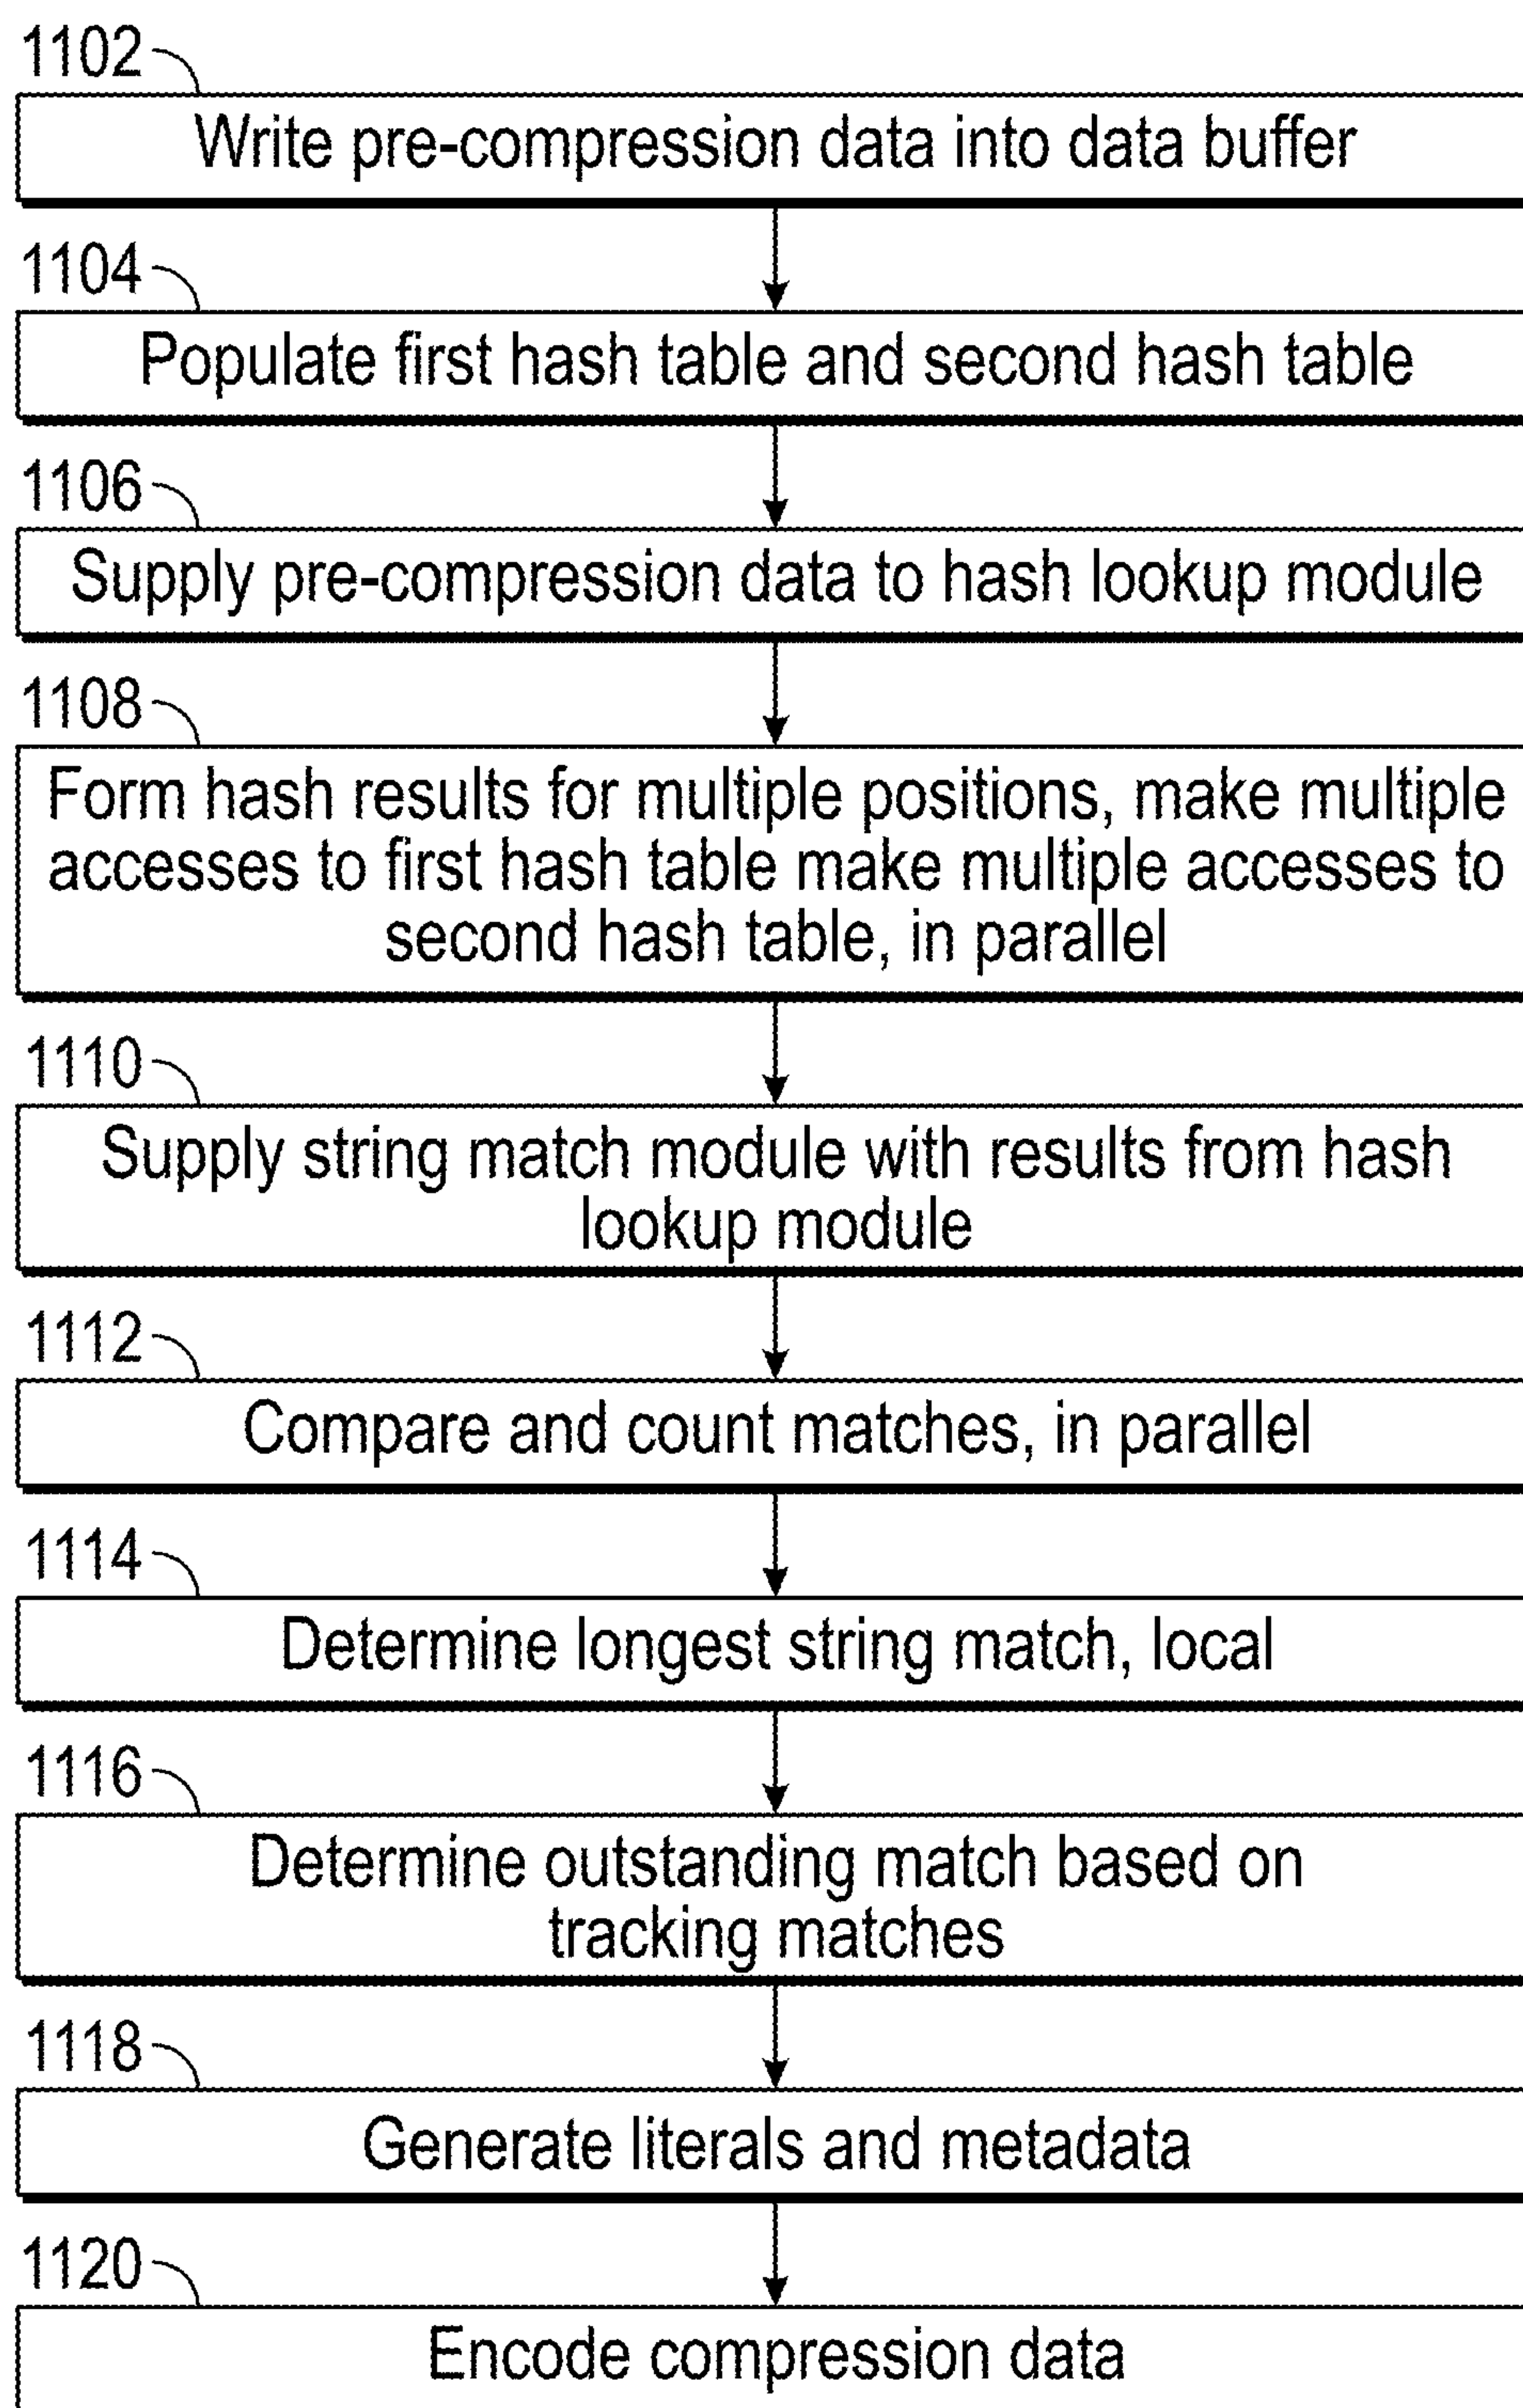 1102
Write pre-compression data into data buffer
1104
Populate first hash table and second hash table
1106
Supply pre-compression data to hash lookup module
1108
Form hash results for multiple positions, make multiple
accesses to first hash table make multiple accesses to
second hash table, in parallel
1110
Supply string match module with results from hash
lookup module
1112
Compare and count matches, in parallel
1114
Determine longest string match, local
1116
Determine outstanding match based on
tracking matches
1118
Generate literals and metadata
1120
Encode compression data